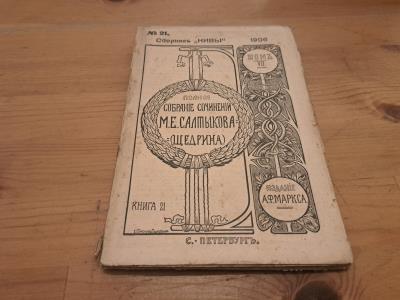 № 21.
Сборникъ „НИВЫ“
1906
ТОМЪ
VII
ПОЛНОЕ
СОБРАНІЕ СОЧИНЕНІЙ
М.Е.САЛТЫКОВА
(ЩЕДРИНА)
КНИГА 21
ИЗДАНІЕ
А.Ф.МАРКСА
С.-ПЕТЕРБУРГЪ.